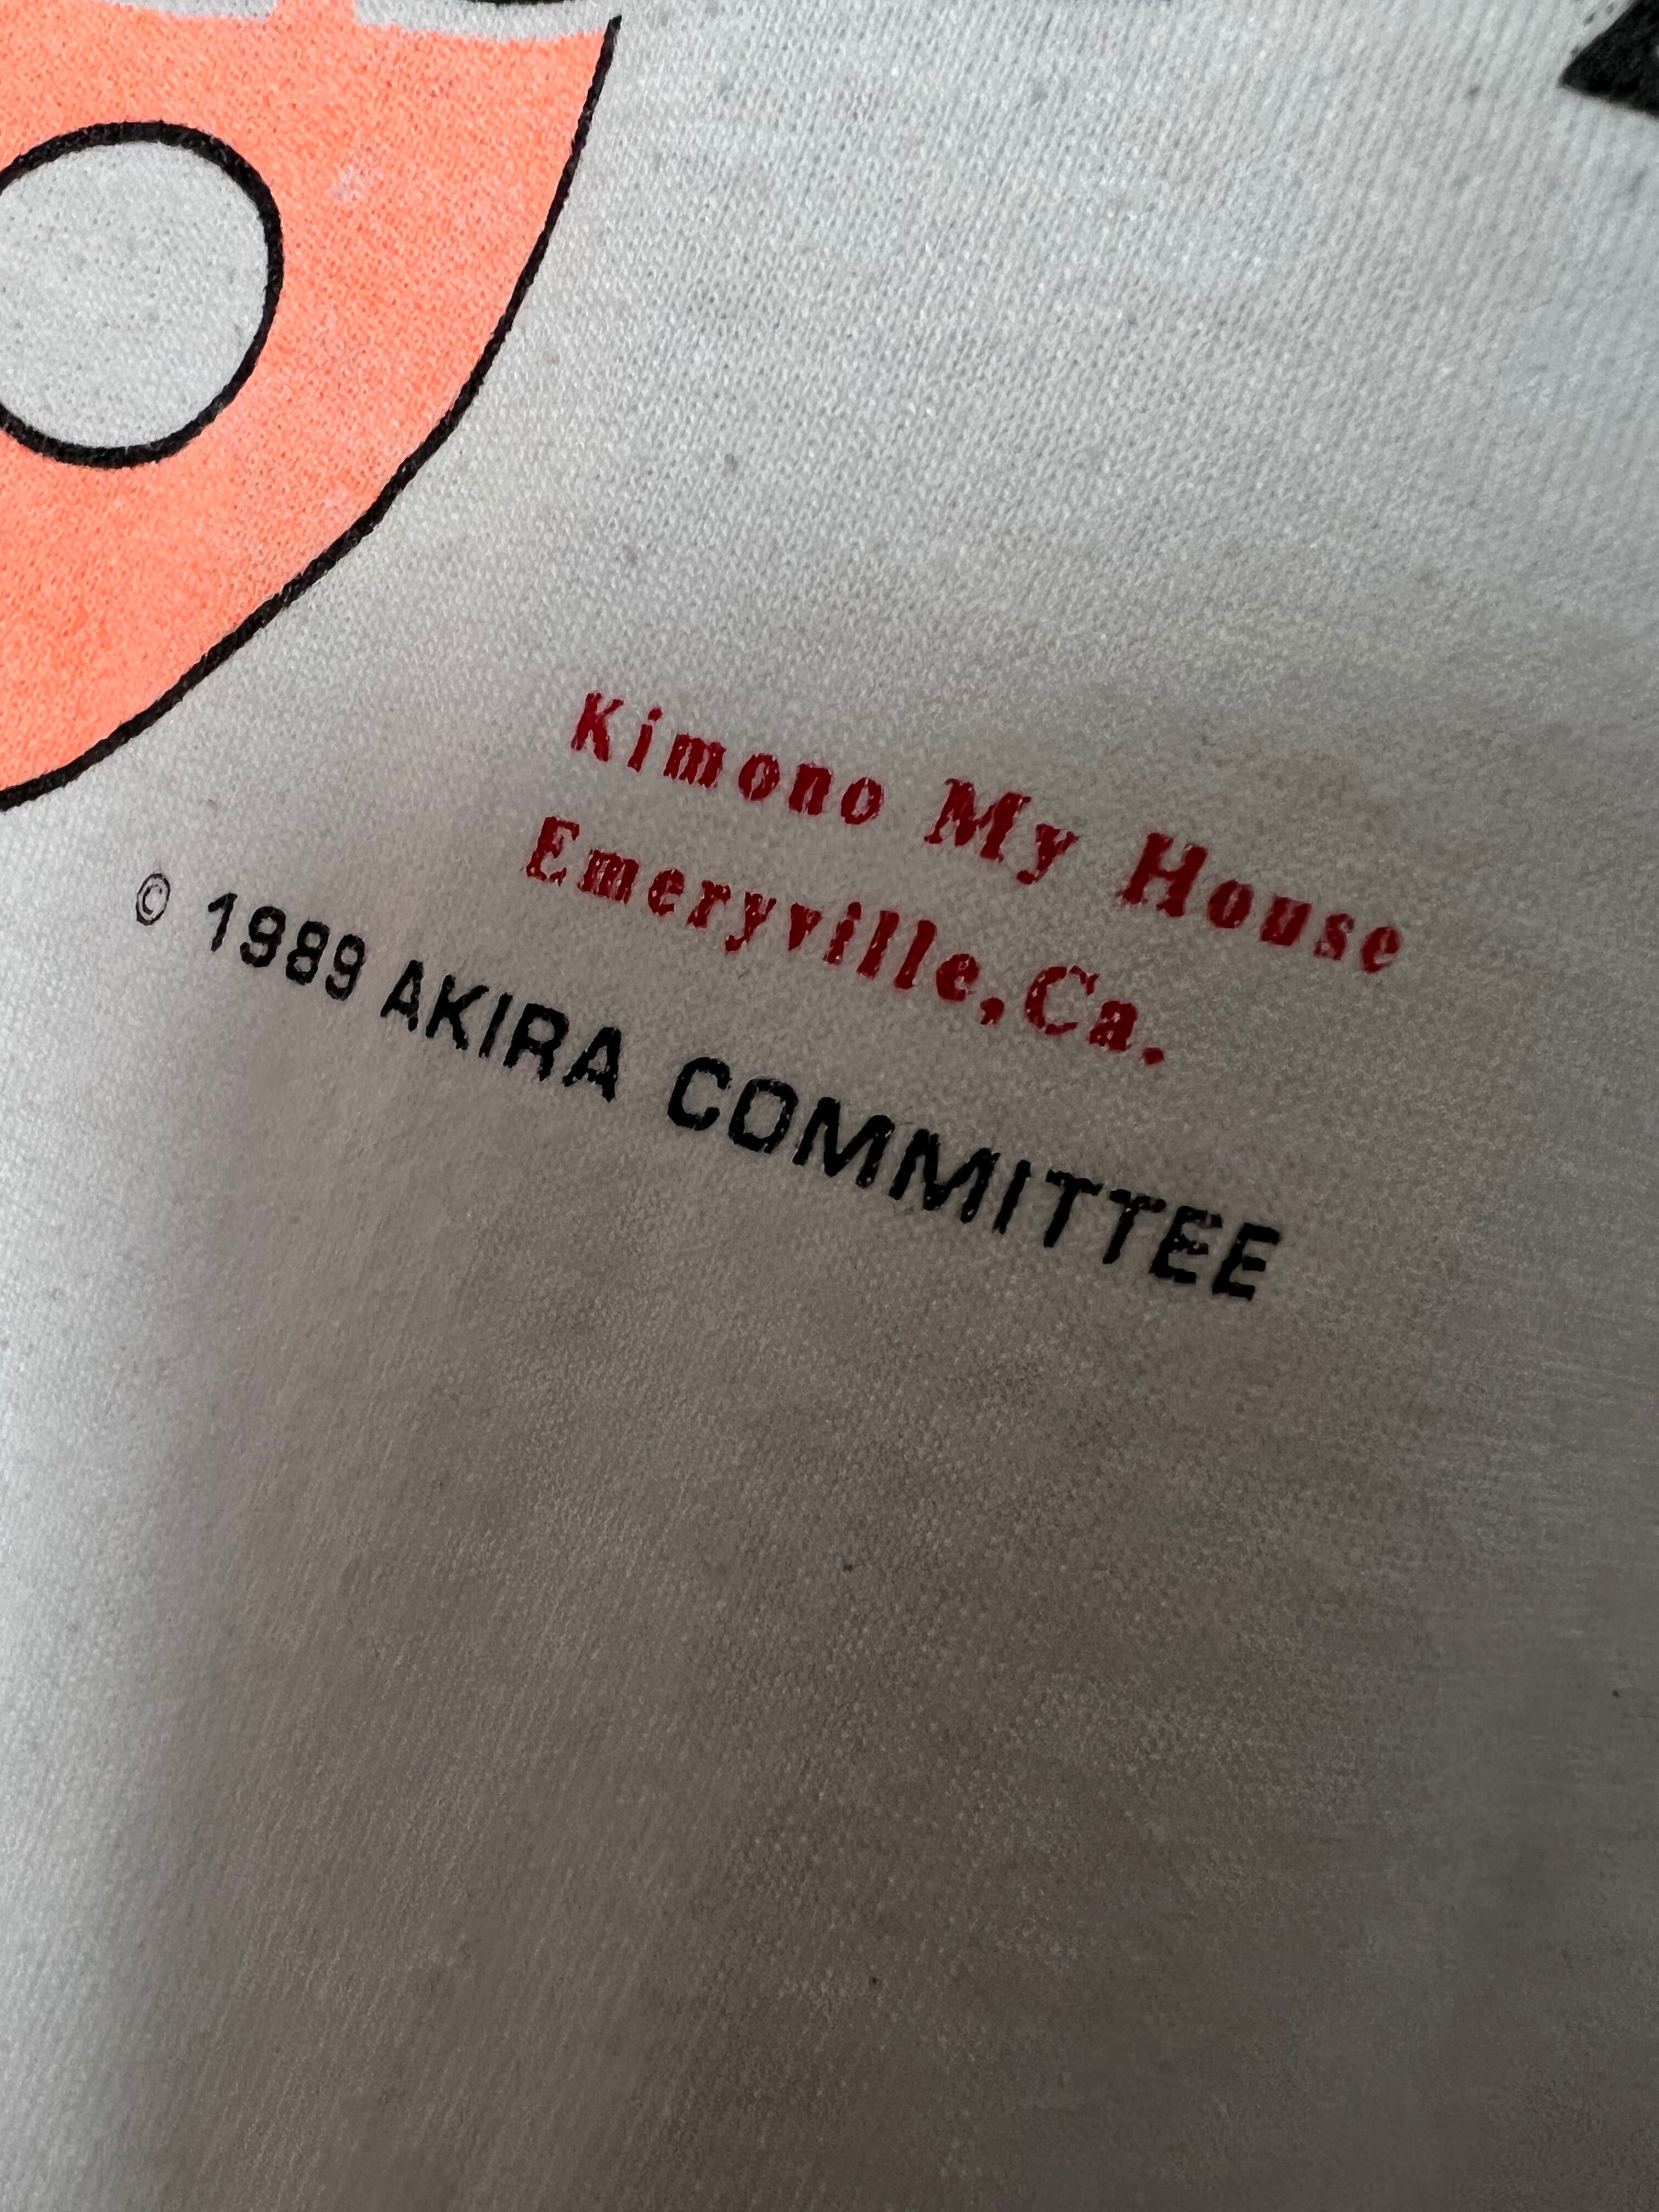 Kimono My House
Emeryville,Ca.
© 1989 AKIRA COMMITTEE